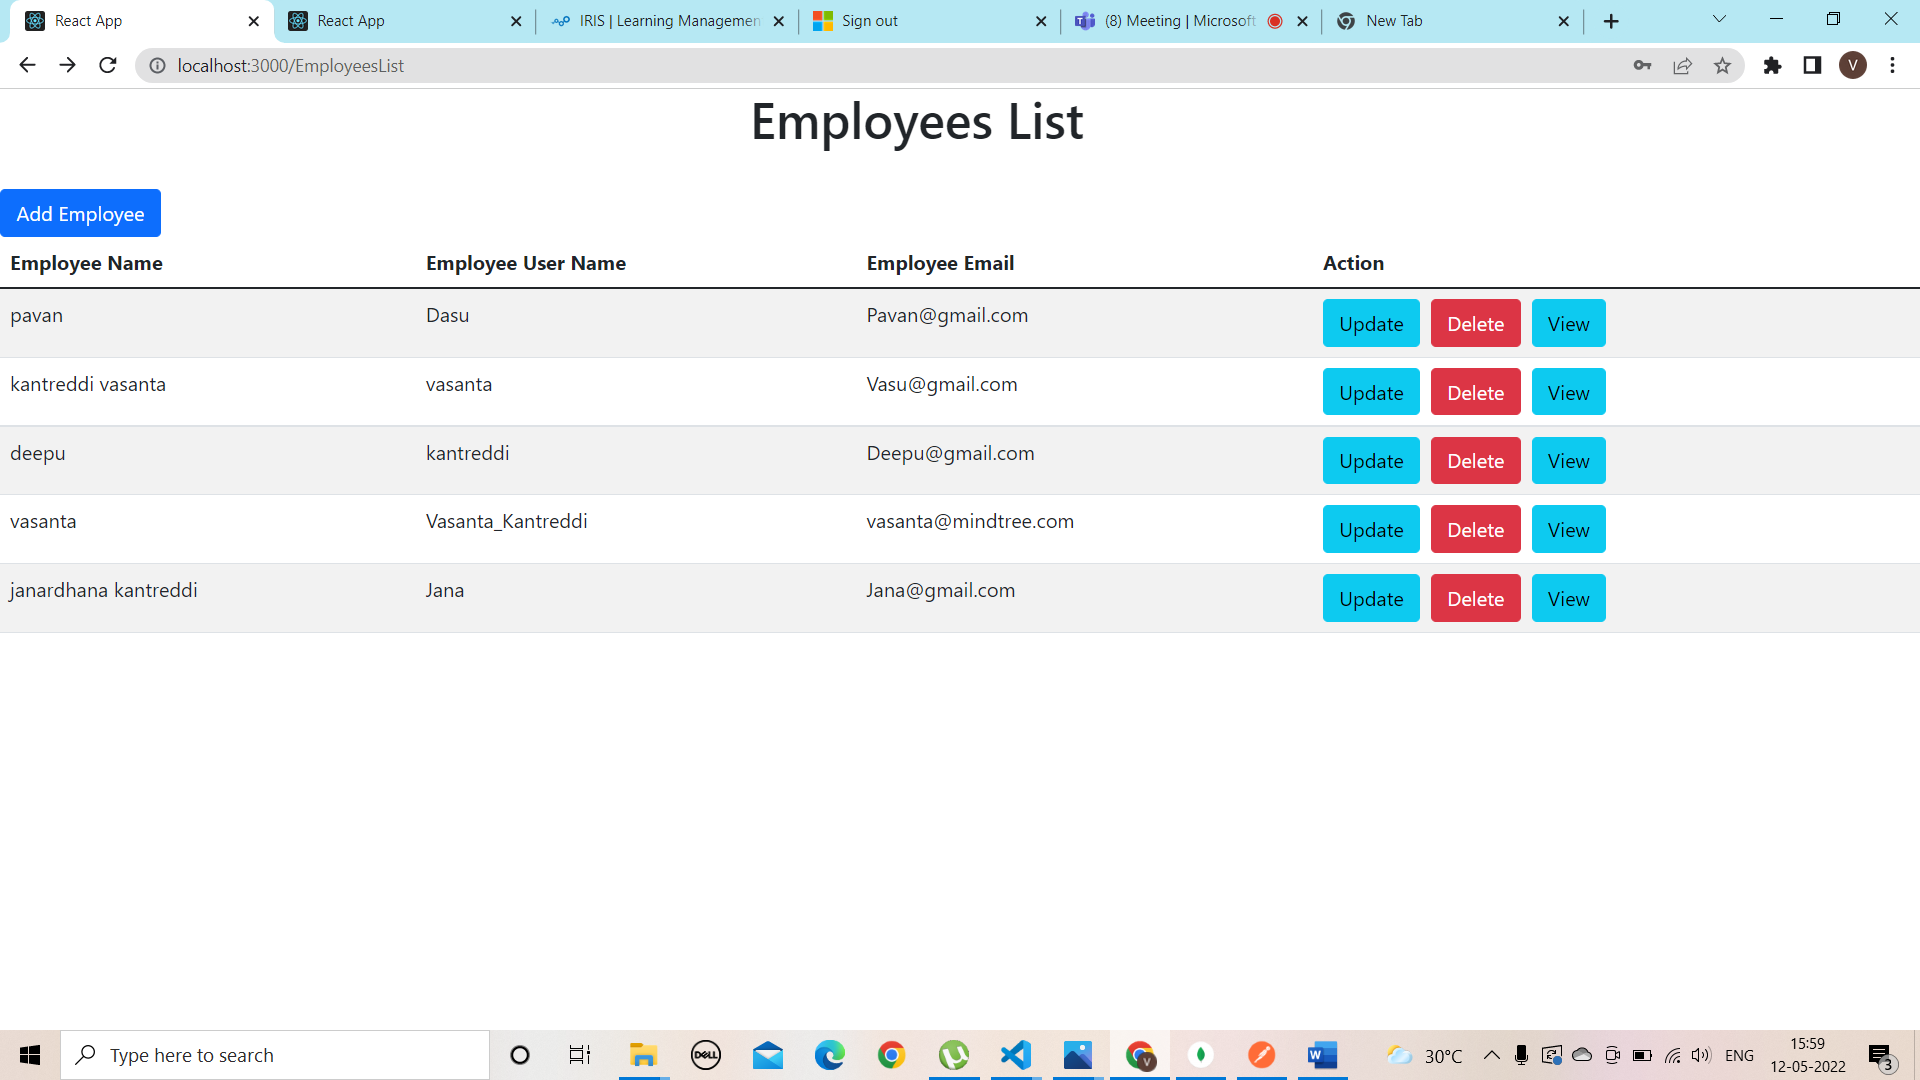 React App
React App
IRIS | Learning Managemen
Sign out
(8) Meeting | Microsoft
New Tab
localhost:3000/EmployeesList
V
Employees List
Add Employee
Employee Name Employee User Name Employee Email Action
pavan Dasu Pavan@gmail.com Update Delete View
kantreddi vasanta vasanta Vasu@gmail.com Update Delete View
deepu kantreddi Deepu@gmail.com Update Delete View
vasanta Vasanta_Kantreddi vasanta@mindtree.com Update Delete View
janardhana kantreddi Jana Jana@gmail.com Update Delete View
Type here to search
DELL
V
W
30°C
ENG
15:59
12-05-2022
3